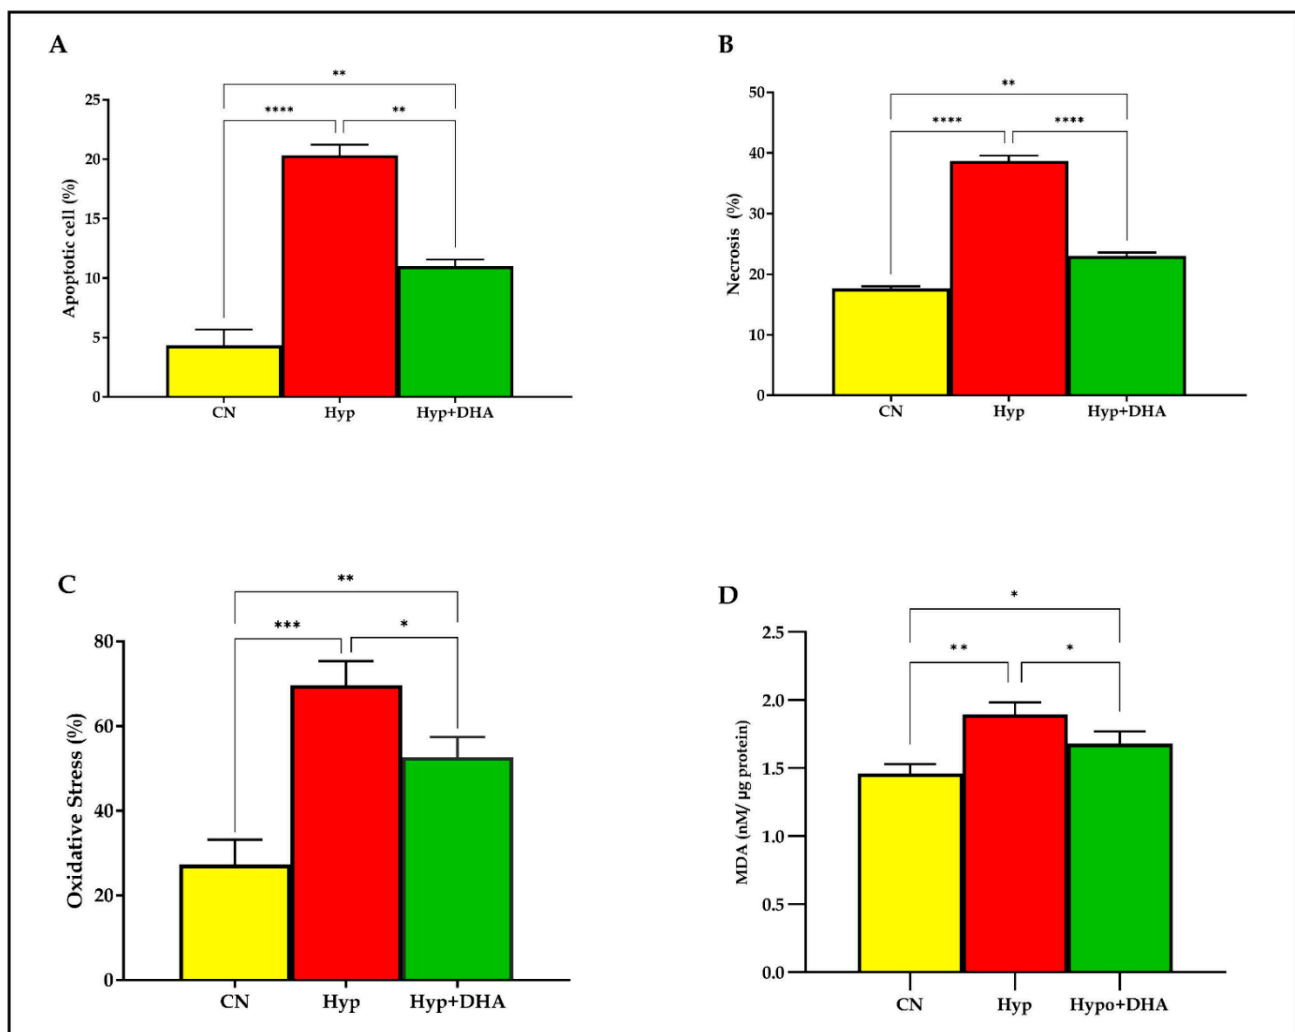 A
**
**** **
Apoptotic cell (%)
25
20
15
10
5
0
CN Hyp Hyp+DHA
B
**
**** ****
Necrosis (%)
50
40
30
20
10
0
CN Hyp Hyp+DHA
C
**
*** *
Oxidative Stress (%)
80
60
40
20
0
CN Hyp Hyp+DHA
D
*
** *
MDA (nM/ µg protein)
2.5
2.0
1.5
1.0
0.5
0.0
CN Hyp Hypo+DHA